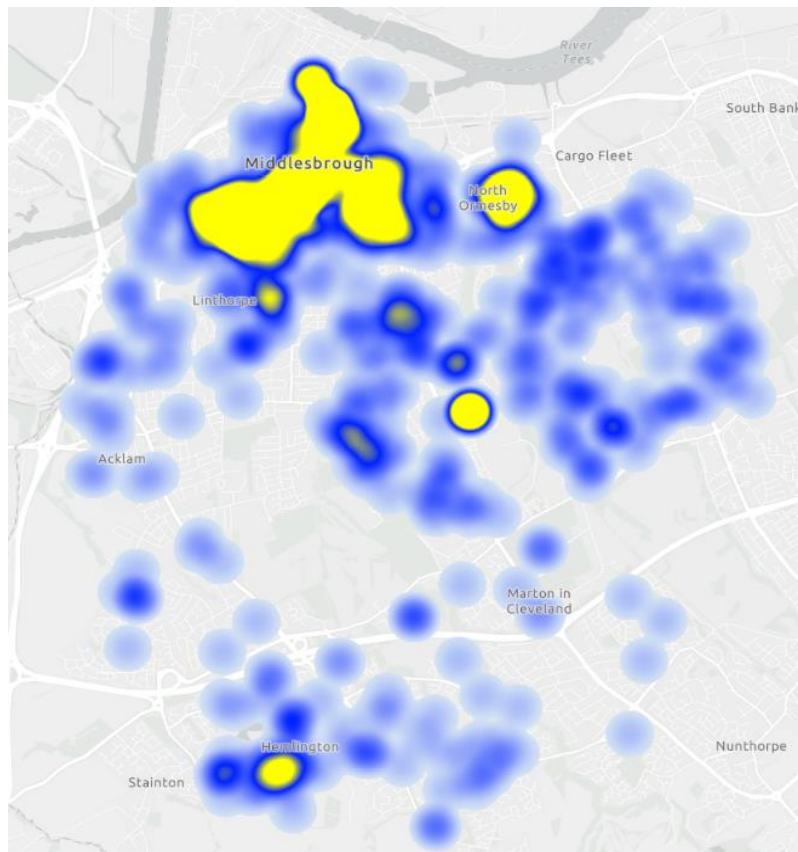 River
Tees
South Bank
Cargo Fleet
Middlesbrough
North
Ormesby
Linthorpe
Acklam
Marton in
Cleveland
Hemlington
Nunthorpe
Stainton